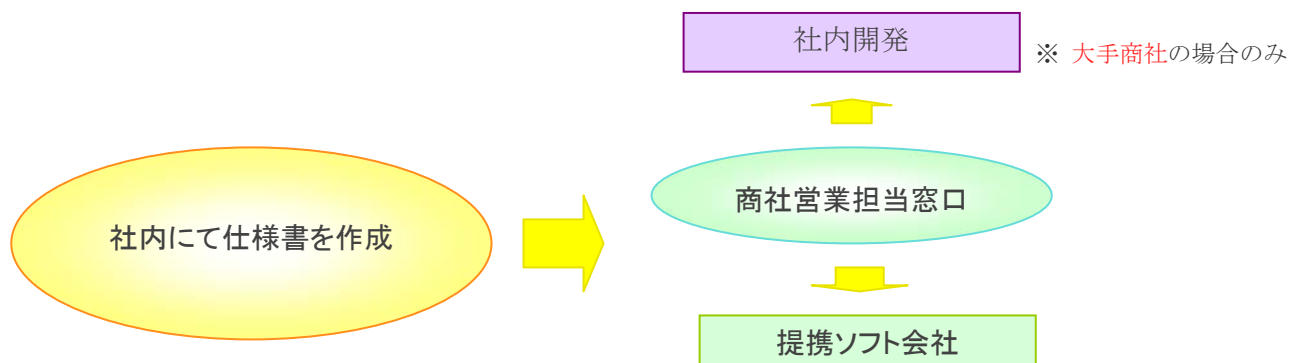 社内開発
※ 大手商社の場合のみ
商社営業担当窓口
社内にて仕様書を作成
提携ソフト会社